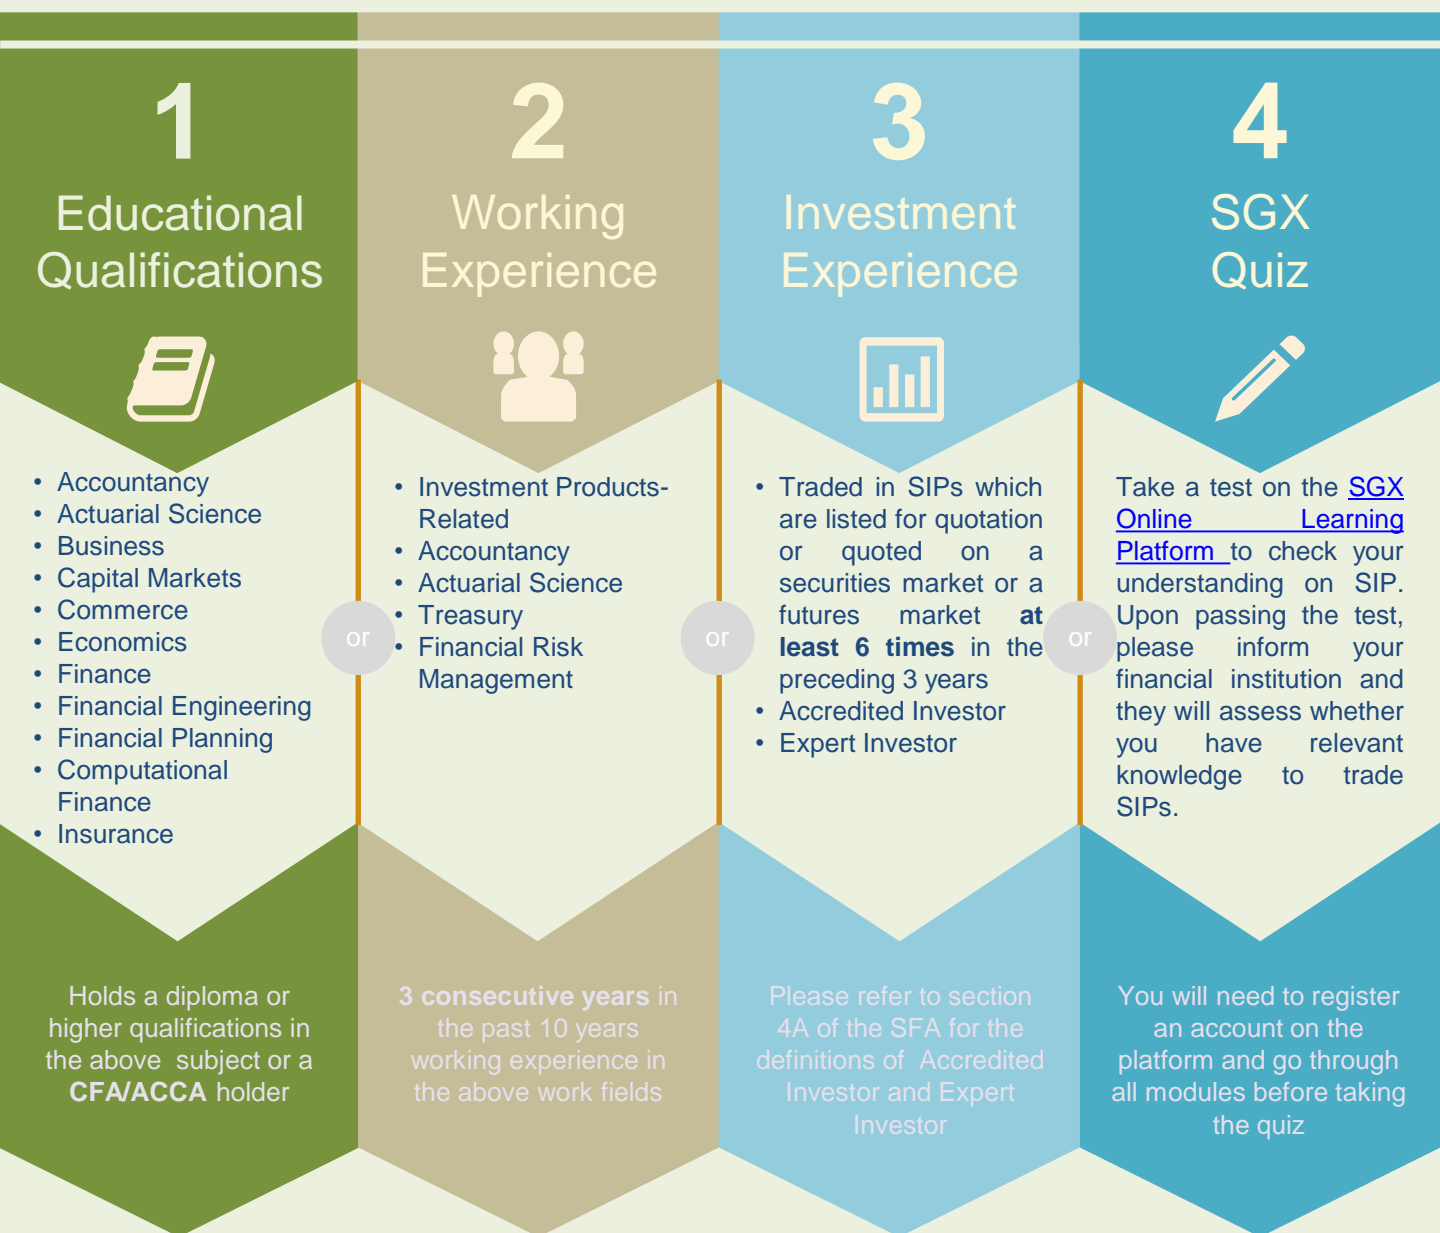 1
Educational
Qualifications
• Accountancy
• Actuarial Science
• Business
• Capital Markets
• Commerce
• Economics
• Finance
• Financial Engineering
• Financial Planning
• Computational
Finance
• Insurance
Holds a diploma or
higher qualifications in
the above subject or a
CFA/ACCA holder
or
2
Working
Experience
• Investment Products-
Related
• Accountancy
• Actuarial Science
• Treasury
• Financial Risk
Management
3 consecutive years in
the past 10 years
working experience in
the above work fields
or
3
Investment
Experience
• Traded in SIPs which
are listed for quotation
or quoted on a
securities market or a
futures market at
least 6 times in the
preceding 3 years
• Accredited Investor
• Expert Investor
Please refer to section
4A of the SFA for the
definitions of Accredited
Investor and Expert
Investor
or
4
SGX
Quiz
Take a test on the SGX
Online Learning
Platform to check your
understanding on SIP.
Upon passing the test,
please inform your
financial institution and
they will assess whether
you have relevant
knowledge to trade
SIPs.
You will need to register
an account on the
platform and go through
all modules before taking
the quiz